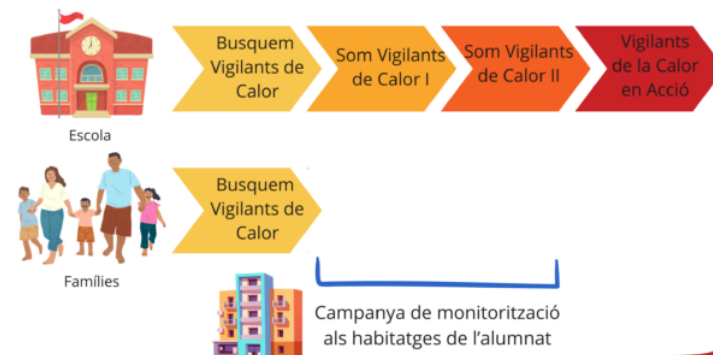 Busquem
Vigilants de
Calor
Som Vigilants
de Calor I
Som Vigilants
de Calor II
Vigilants
de la Calor
en Acció
Escola
Busquem
Vigilants de
Calor
Famílies
Campanya de monitorització
als habitatges de l'alumnat